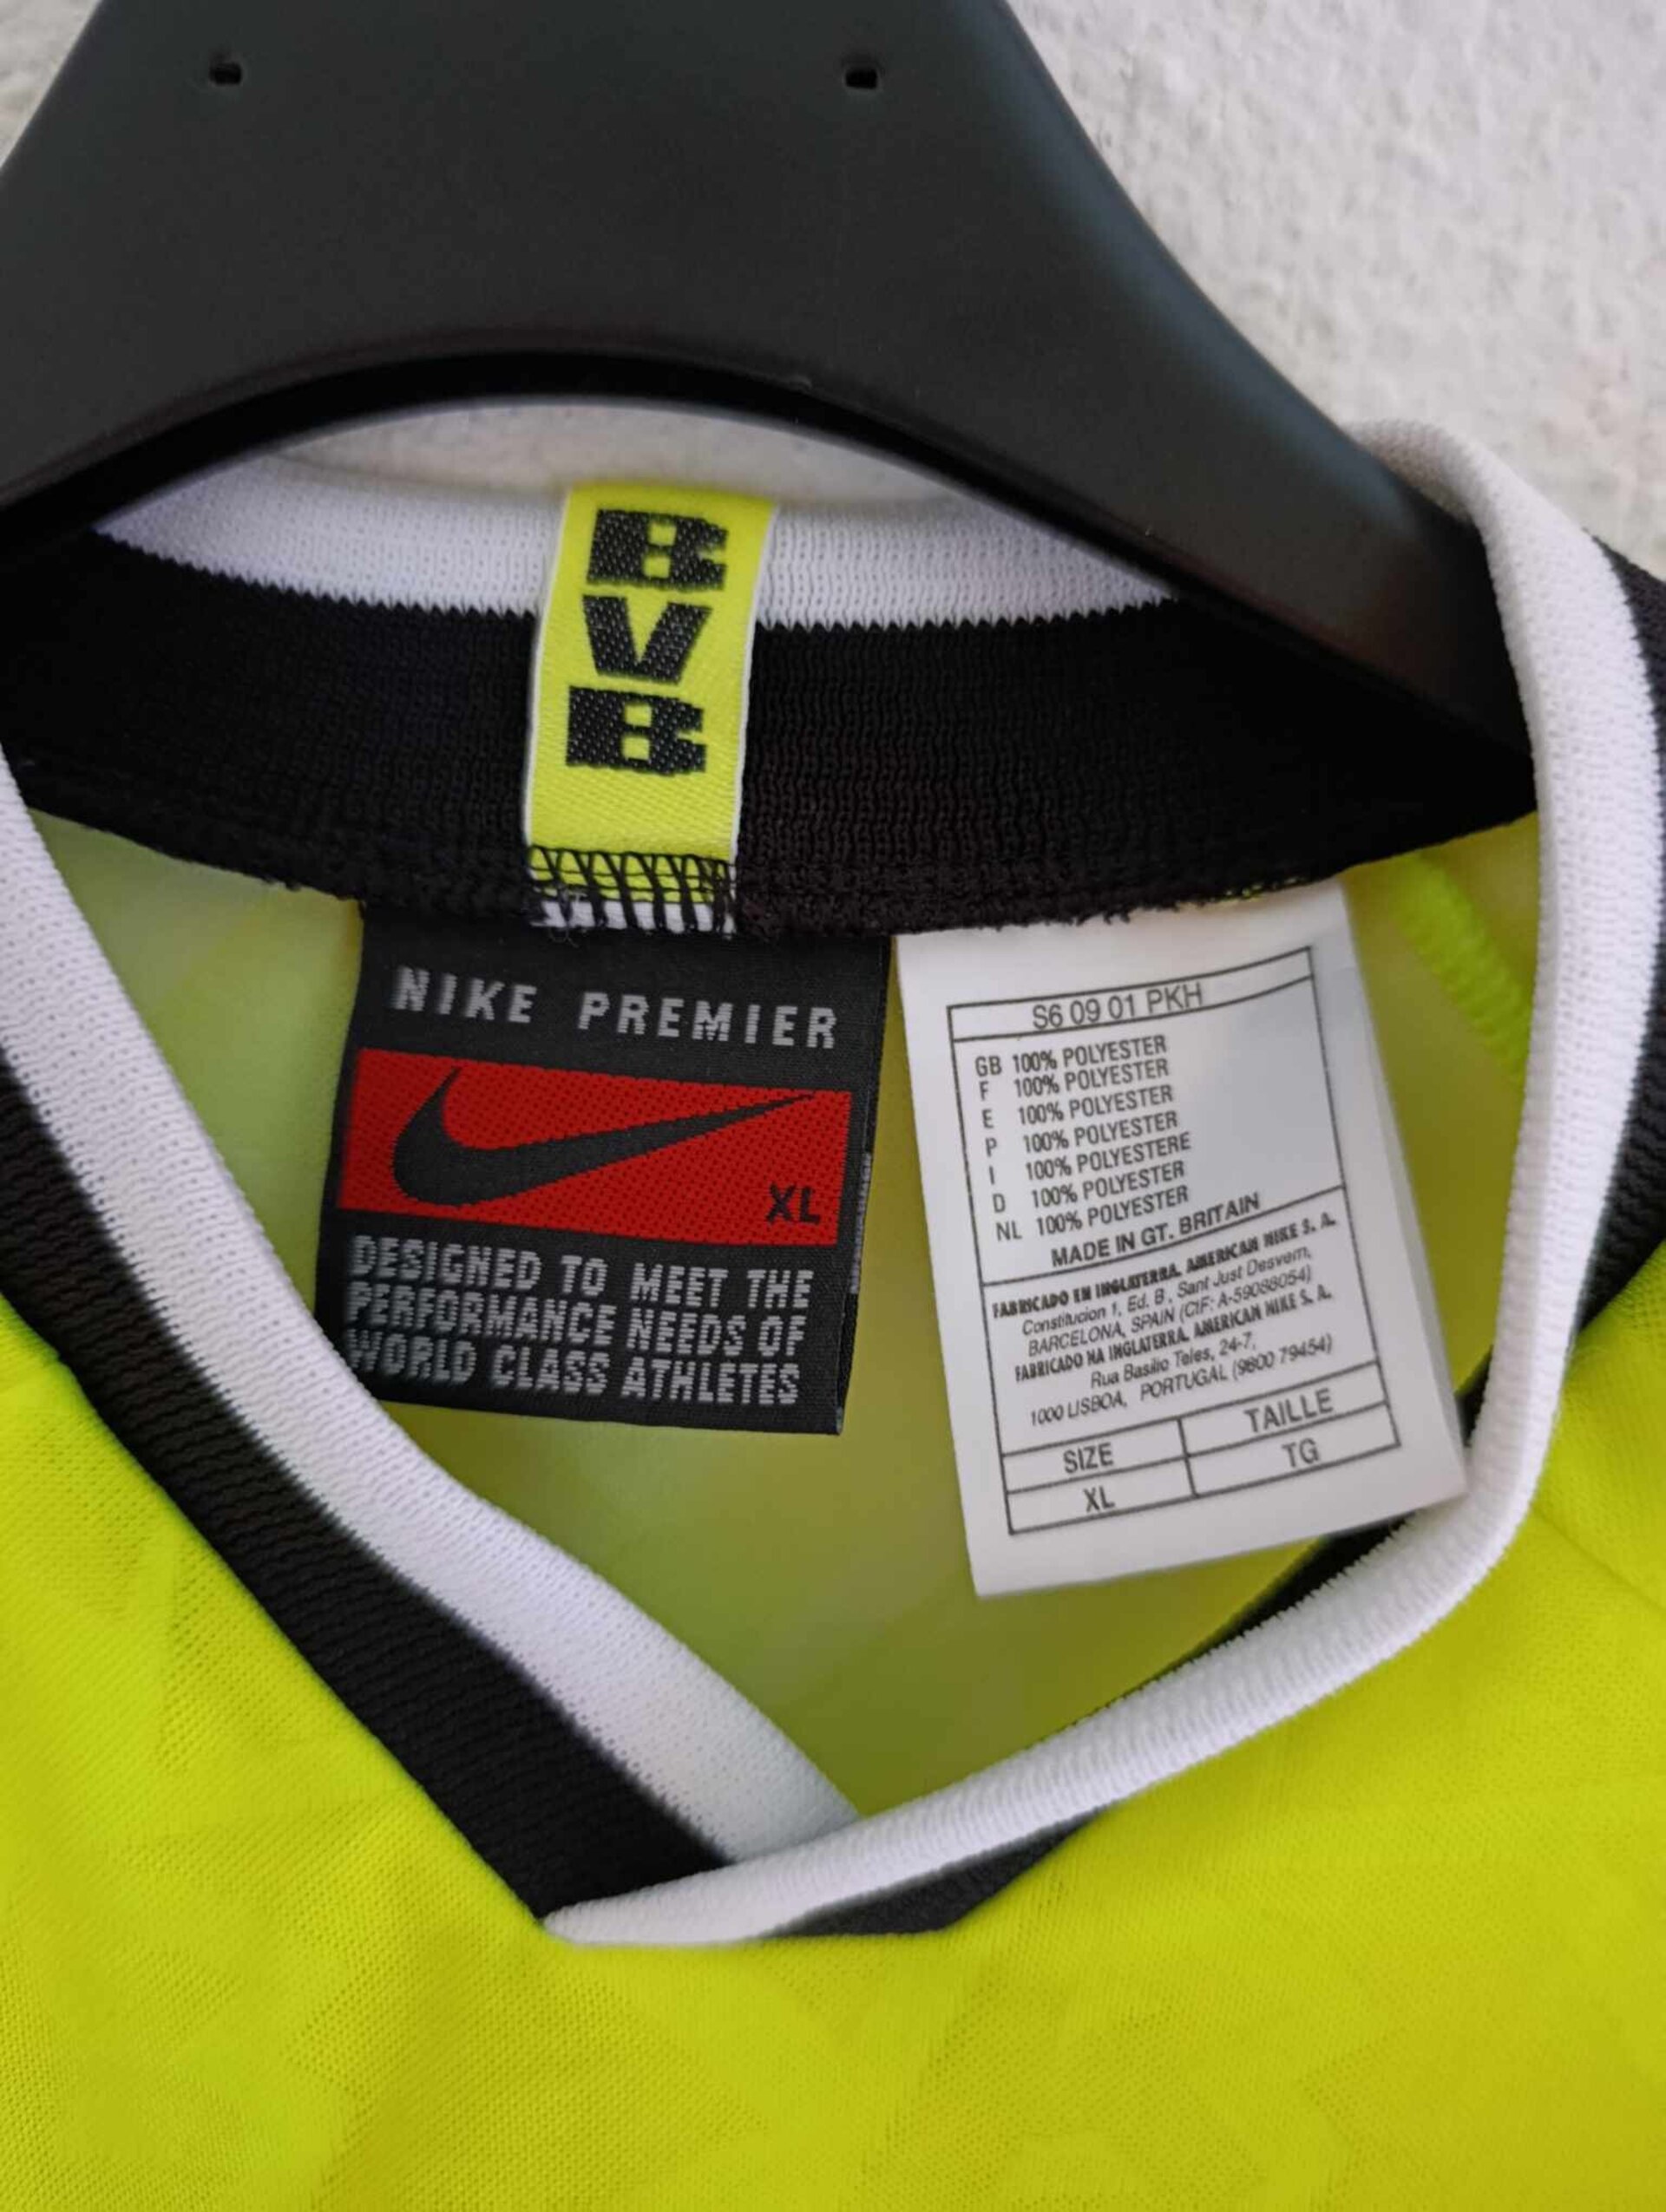 B
V
B
NIKE PREMIER
XL
DESIGNED TO MEET THE
PERFORMANCE NEEDS OF
WORLD CLASS ATHLETES
S6 09 01 PKH
GB 100% POLYESTER
F 100% POLYESTER
E 100% POLYESTER
P 100% POLYESTER
I 100% POLYESTERE
D 100% POLYESTER
NL 100% POLYESTER
MADE IN GT. BRITAIN
FABRICADO EN INGLATERRA. AMERICAN NIKE S. A.
Constitucion 1, Ed. B, Sant Just Desvern,
BARCELONA, SPAIN (CIF: A-59088054)
FABRICADO NA INGLATERRA. AMERICAN NIKE S. A.
Rua Basilio Teles, 24-7,
1000 LISBOA, PORTUGAL (9800 79454)
SIZE TAILLE
XL TG